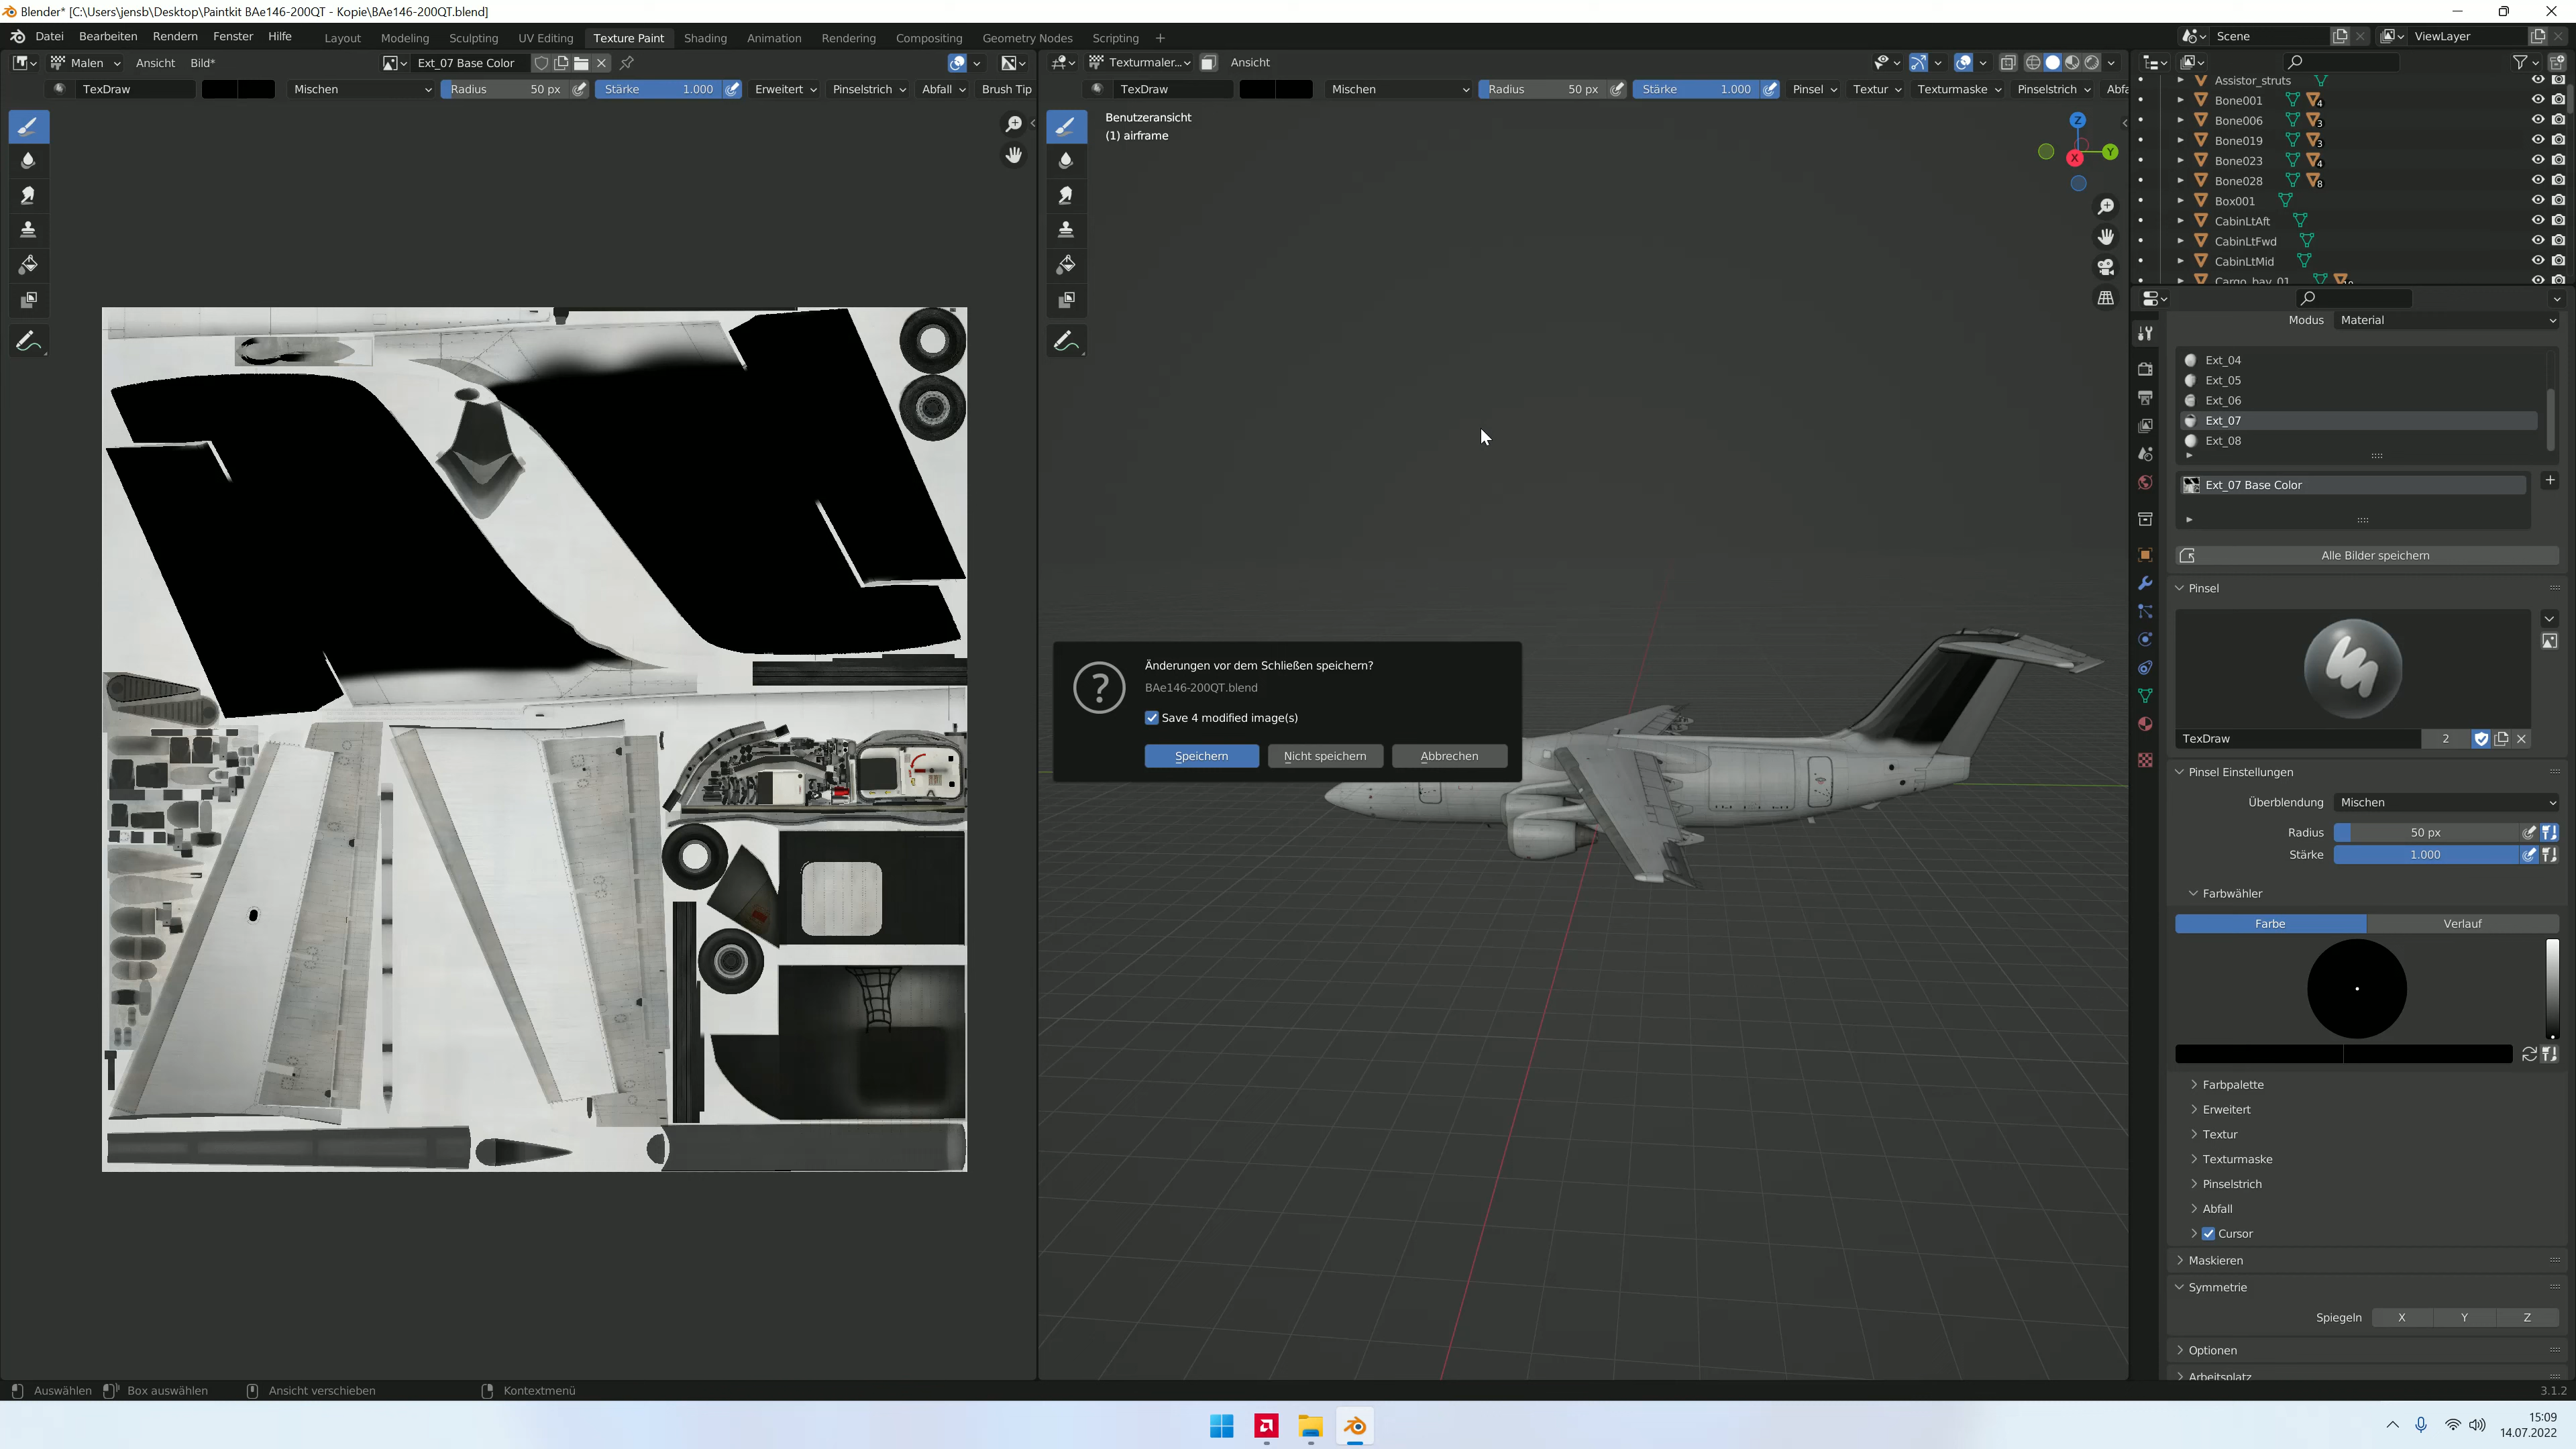 Blender* [C:\Users\jensb\Desktop\Paintkit BAe146-200QT - Kopie\BAe146-200QT.blend]
Datei Bearbeiten Rendern Fenster Hilfe Layout Modeling Sculpting UV Editing Texture Paint Shading Animation Rendering Compositing Geometry Nodes Scripting + Scene ViewLayer
Malen Ansicht Bild* Ext_07 Base Color Texturmaler... Ansicht
TexDraw Mischen Radius 50 px Stärke 1.000 Erweitert Pinselstrich Abfall Brush Tip
TexDraw Mischen Radius 50 px Stärke 1.000 Pinsel Textur Texturmaske Pinselstrich Abfa
Benutzeransicht
(1) airframe
Z
Y
X
Assistor_struts
Bone001 4
Bone006 3
Bone019 3
Bone023 4
Bone028 8
Box001
CabinLtAft
CabinLtFwd
CabinLtMid
Cargo_bay_01
Modus Material
Ext_04
Ext_05
Ext_06
Ext_07
Ext_08
Ext_07 Base Color
Alle Bilder speichern
Pinsel
TexDraw 2
Pinsel Einstellungen
Überblendung Mischen
Radius 50 px
Stärke 1.000
Farbwähler
Farbe Verlauf
Farbpalette
Erweitert
Textur
Texturmaske
Pinselstrich
Abfall
Cursor
Maskieren
Symmetrie
Spiegeln X Y Z
Optionen
Arbeitsplatz
Änderungen vor dem Schließen speichern?
BAe146-200QT.blend
Save 4 modified image(s)
Speichern Nicht speichern Abbrechen
Auswählen Box auswählen Ansicht verschieben Kontextmenü 3.1.2
15:09
14.07.2022